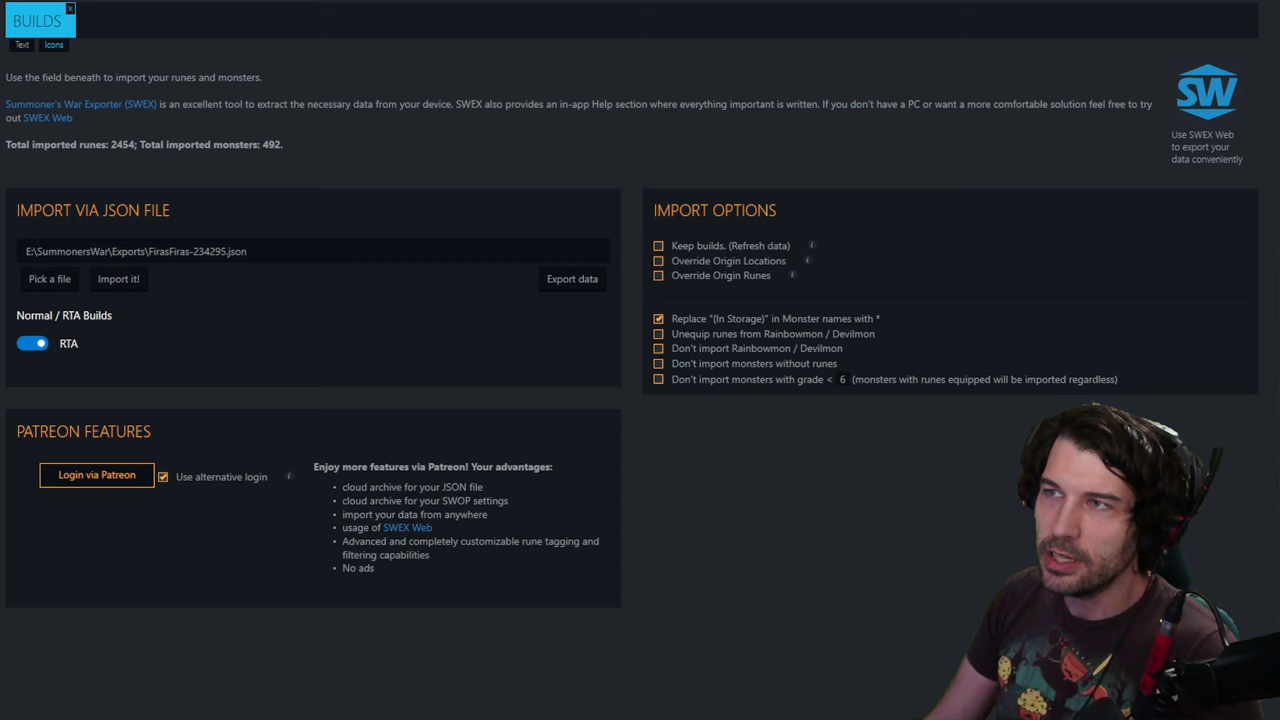 BUILDS
x
Text Icons
Use the field beneath to import your runes and monsters.
Summoner's War Exporter (SWEX) is an excellent tool to extract the necessary data from your device. SWEX also provides an in-app Help section where everything important is written. If you don't have a PC or want a more comfortable solution feel free to try
out SWEX Web
Total imported runes: 2454; Total imported monsters: 492.
SW
Use SWEX Web
to export your
data conveniently
IMPORT VIA JSON FILE
E:\SummonersWar\Exports\FirasFiras-234295.json
Pick a file Import it! Export data
Normal / RTA Builds
RTA
IMPORT OPTIONS
Keep builds. (Refresh data) i
Override Origin Locations i
Override Origin Runes i
Replace "(In Storage)" in Monster names with *
Unequip runes from Rainbowmon / Devilmon
Don't import Rainbowmon / Devilmon
Don't import monsters without runes
Don't import monsters with grade < 6 (monsters with runes equipped will be imported regardless)
PATREON FEATURES
Login via Patreon Use alternative login i
Enjoy more features via Patreon! Your advantages:
• cloud archive for your JSON file
• cloud archive for your SWOP settings
• import your data from anywhere
• usage of SWEX Web
• Advanced and completely customizable rune tagging and
filtering capabilities
• No ads